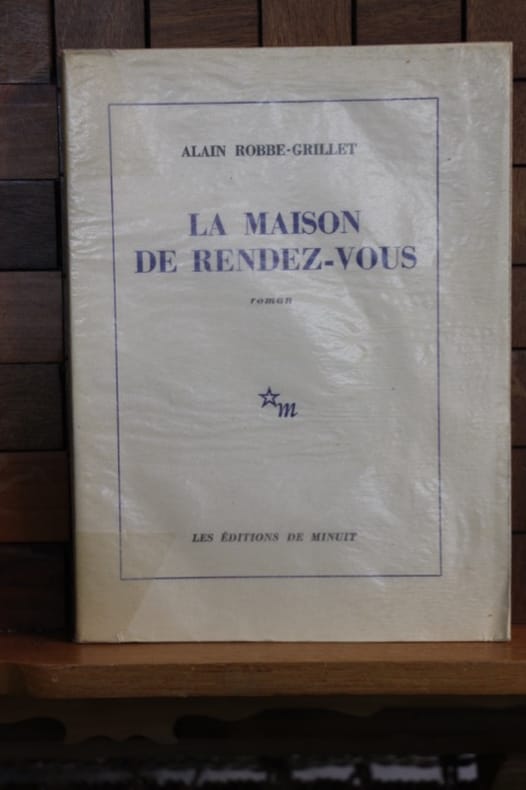 ALAIN ROBBE-GRILLET
LA MAISON
DE RENDEZ-VOUS
roman
m
LES ÉDITIONS DE MINUIT